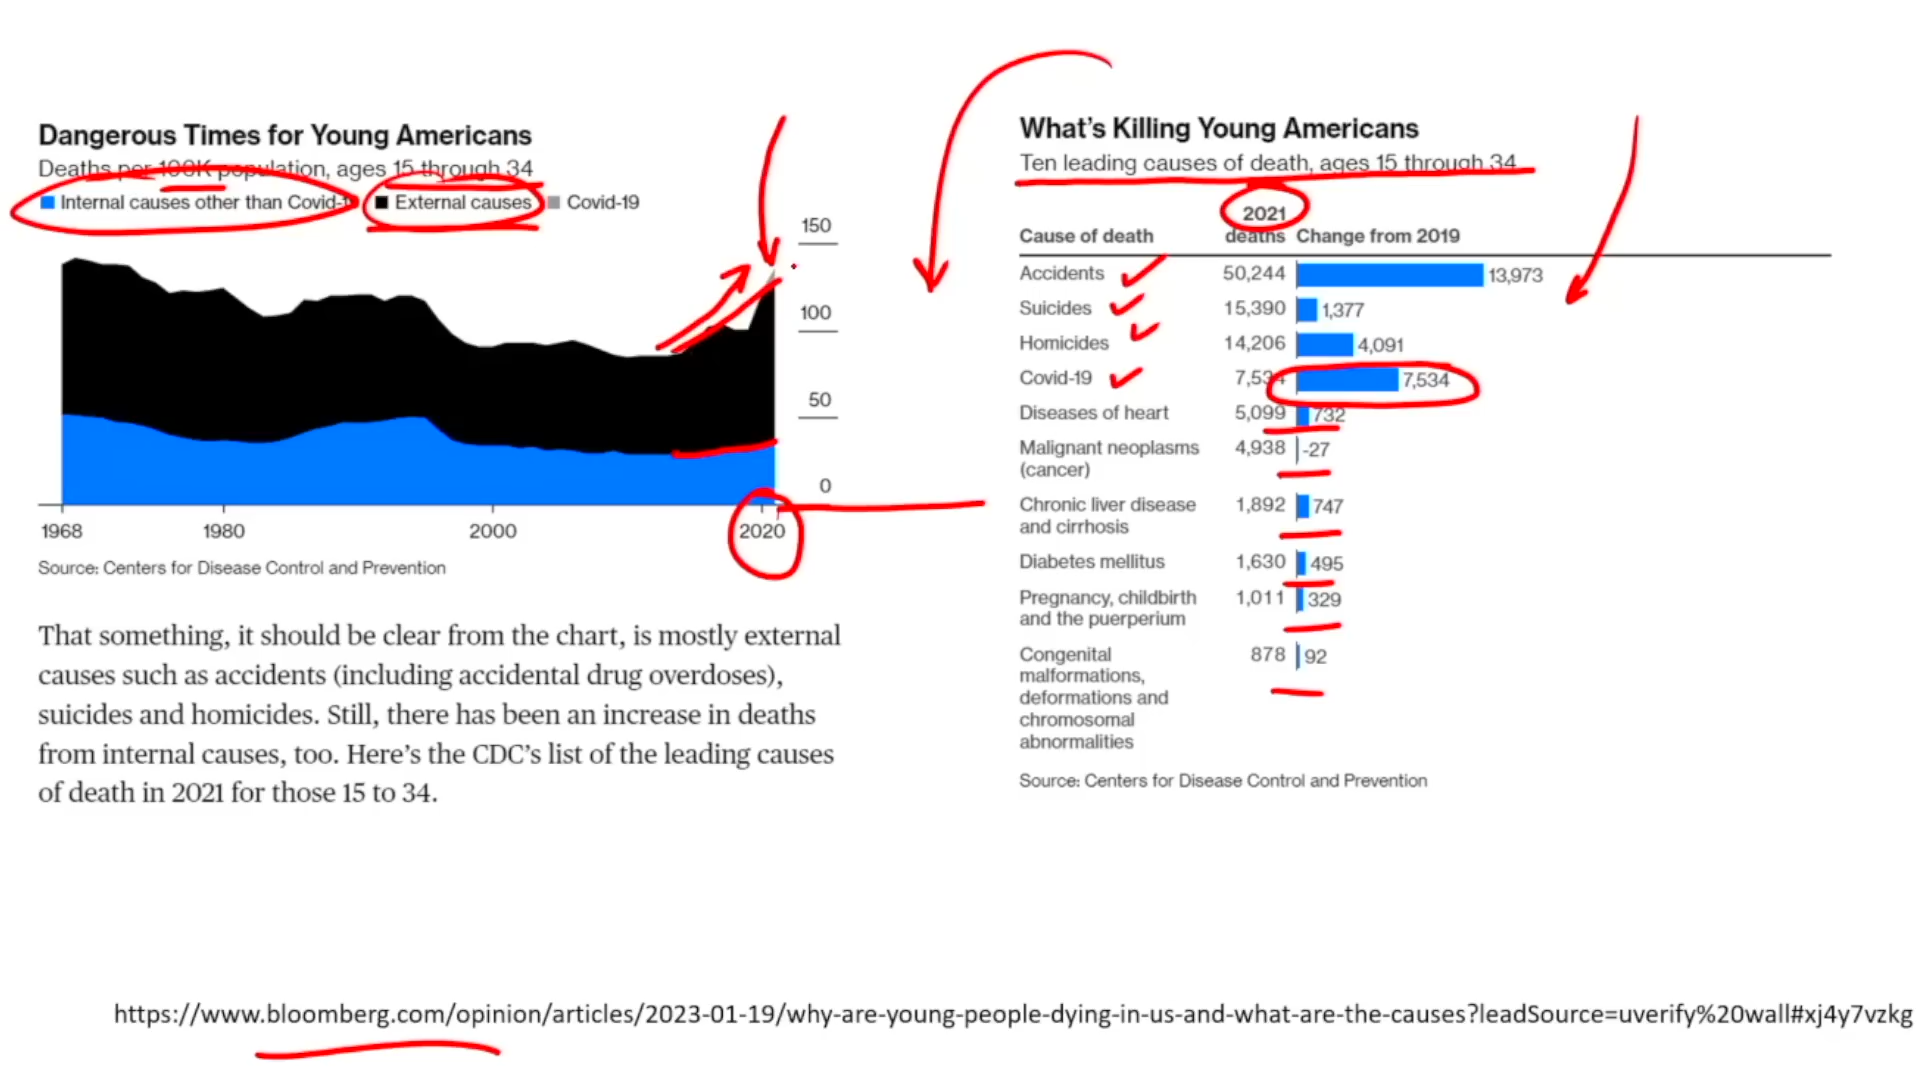 Dangerous Times for Young Americans
Deaths per 100K population, ages 15 through 34
Internal causes other than Covid-19 External causes Covid-19
150
100
50
0
1968 1980 2000 2020
Source: Centers for Disease Control and Prevention
That something, it should be clear from the chart, is mostly external
causes such as accidents (including accidental drug overdoses),
suicides and homicides. Still, there has been an increase in deaths
from internal causes, too. Here's the CDC's list of the leading causes
of death in 2021 for those 15 to 34.
What's Killing Young Americans
Ten leading causes of death, ages 15 through 34
2021
Cause of death deaths Change from 2019
Accidents 50,244 13,973
Suicides 15,390 1,377
Homicides 14,206 4,091
Covid-19 7,534 7,534
Diseases of heart 5,099 732
Malignant neoplasms 4,938 -27
(cancer)
Chronic liver disease 1,892 747
and cirrhosis
Diabetes mellitus 1,630 495
Pregnancy, childbirth 1,011 329
and the puerperium
Congenital 878 92
malformations,
deformations and
chromosomal
abnormalities
Source: Centers for Disease Control and Prevention
https://www.bloomberg.com/opinion/articles/2023-01-19/why-are-young-people-dying-in-us-and-what-are-the-causes?leadSource=uverify%20wall#xj4y7vzkg